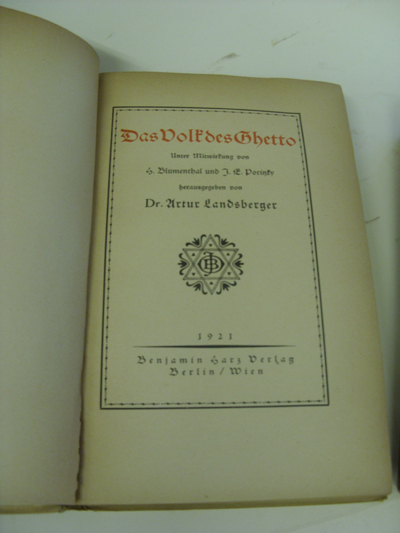 Das Volk des Ghetto
Unter Mitwirkung von
H. Blumenthal und J. E. Poritzky
herausgegeben von
Dr. Artur Landsberger
1921
Benjamin Harz Verlag
Berlin / Wien